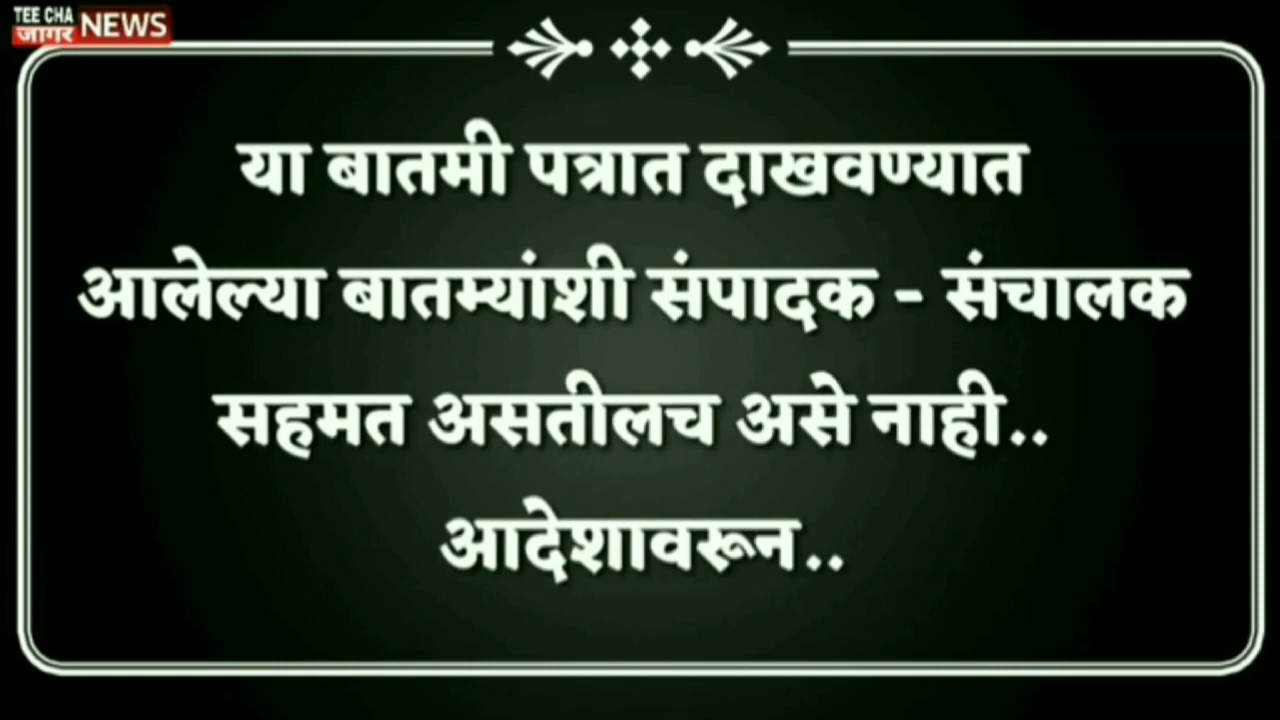 TEE CHA
जागर NEWS
या बातमी पत्रात दाखवण्यात
आलेल्या बातम्यांशी संपादक - संचालक
सहमत असतीलच असे नाही..
आदेशावरून..